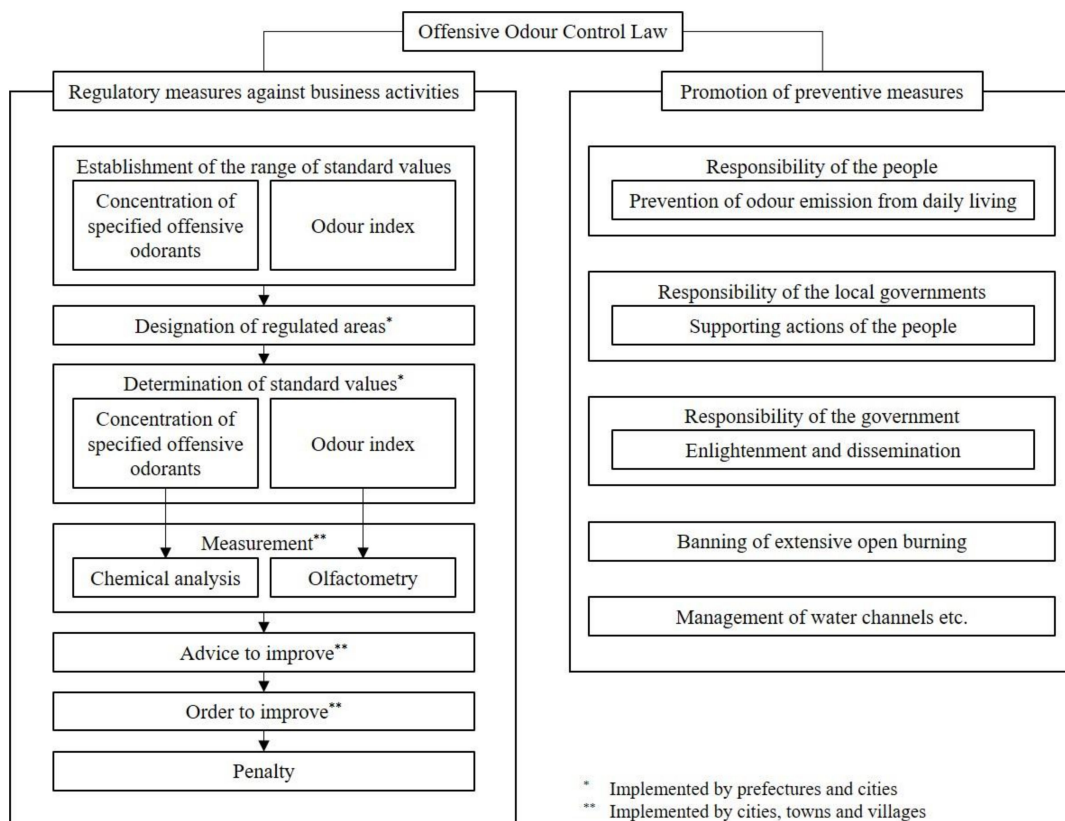 Offensive Odour Control Law
Regulatory measures against business activities
Establishment of the range of standard values
Concentration of
specified offensive
odorants
Odour index
Designation of regulated areas*
Determination of standard values*
Concentration of
specified offensive
odorants
Odour index
Measurement**
Chemical analysis
Olfactometry
Advice to improve**
Order to improve**
Penalty
Promotion of preventive measures
Responsibility of the people
Prevention of odour emission from daily living
Responsibility of the local governments
Supporting actions of the people
Responsibility of the government
Enlightenment and dissemination
Banning of extensive open burning
Management of water channels etc.
* Implemented by prefectures and cities
** Implemented by cities, towns and villages